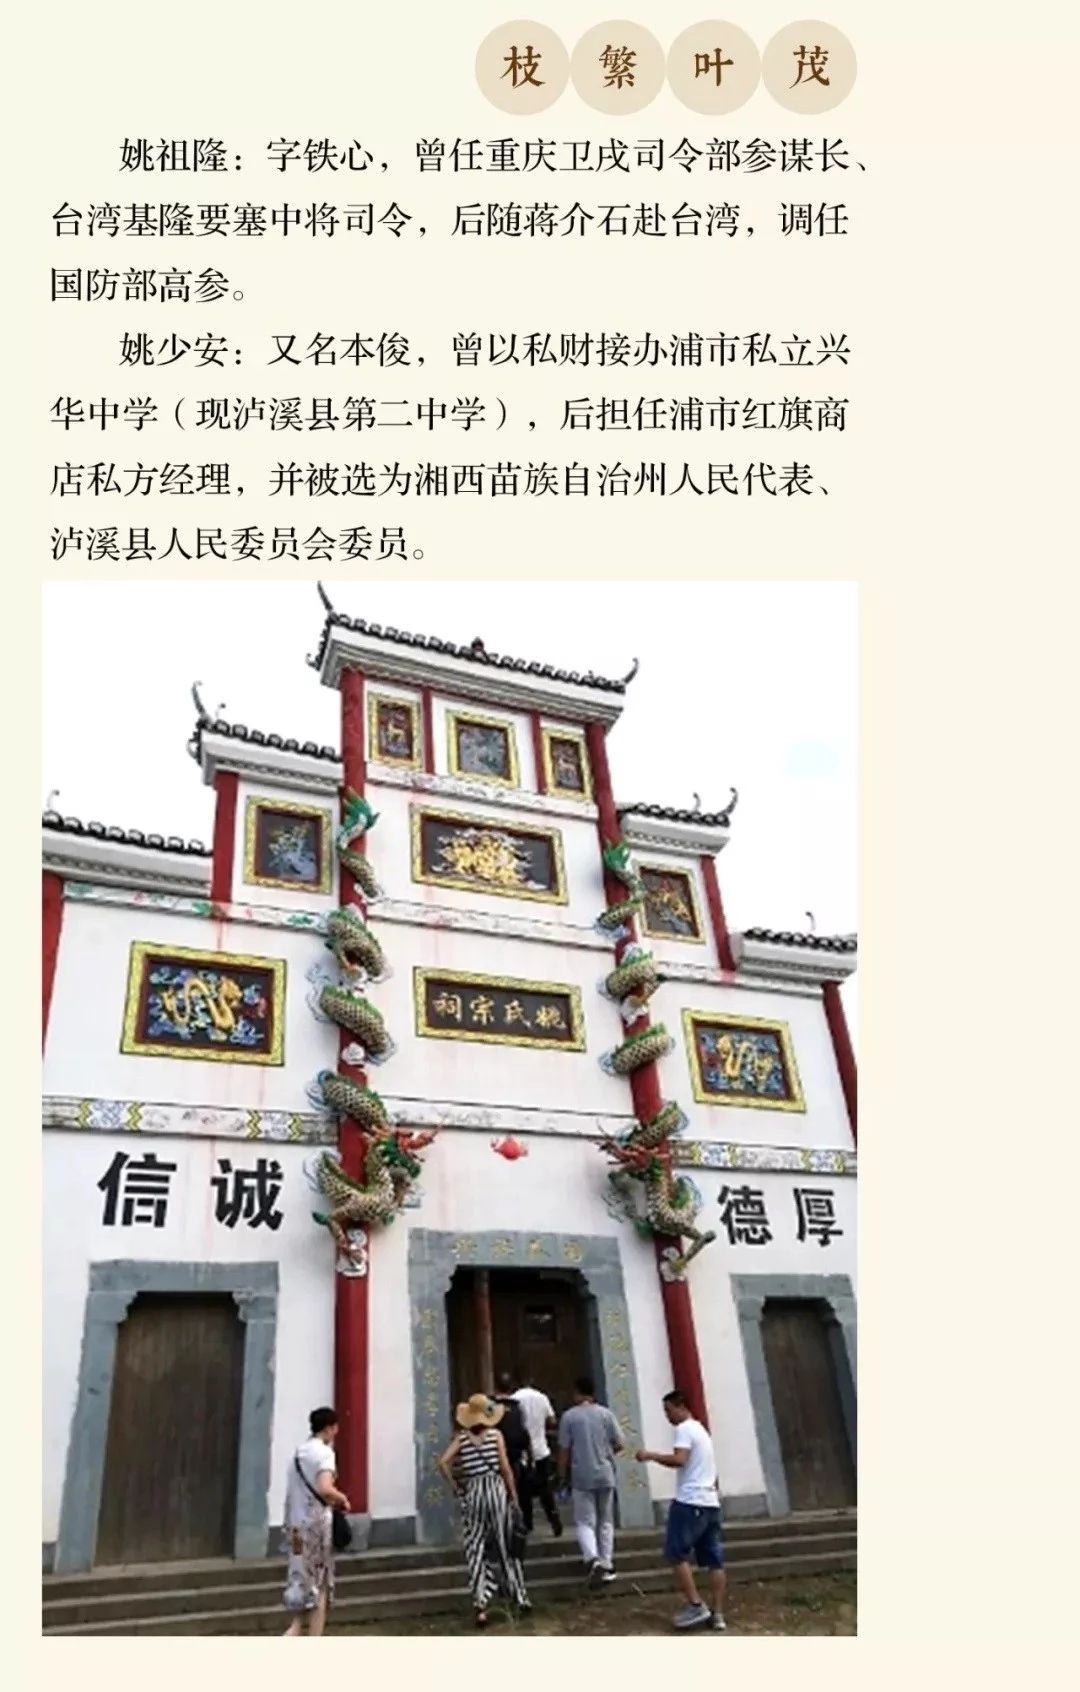 枝繁叶茂
姚祖隆：字铁心，曾任重庆卫戌司令部参谋长、
台湾基隆要塞中将司令，后随蒋介石赴台湾，调任
国防部高参。
姚少安：又名本俊，曾以私财接办浦市私立兴
华中学（现泸溪县第二中学），后担任浦市红旗商
店私方经理，并被选为湘西苗族自治州人民代表、
泸溪县人民委员会委员。
姚氏宗祠
厚德
诚信